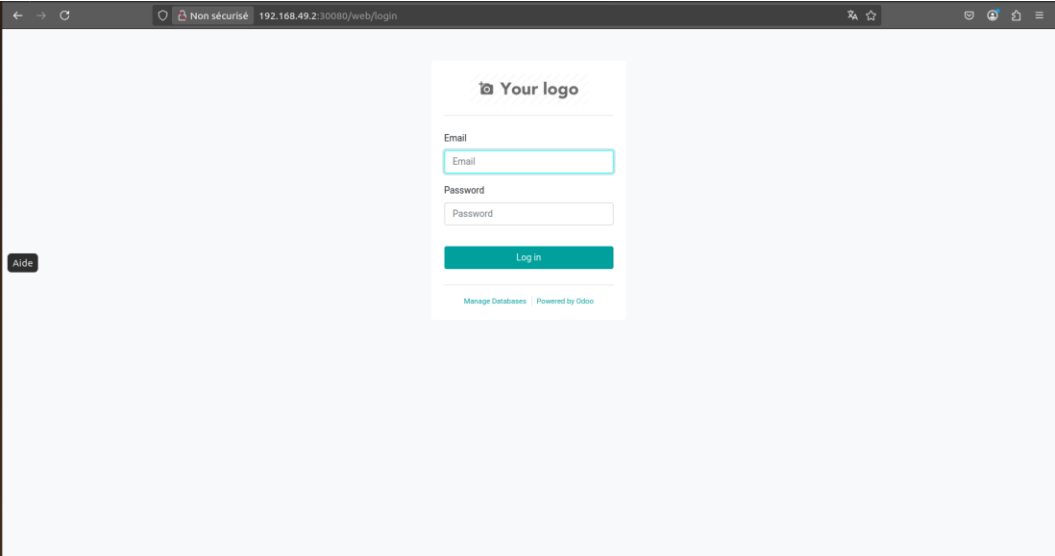 Non sécurisé 192.168.49.2:30080/web/login
Your logo
Email
Email
Password
Password
Log in
Aide
Manage Databases Powered by Odoo